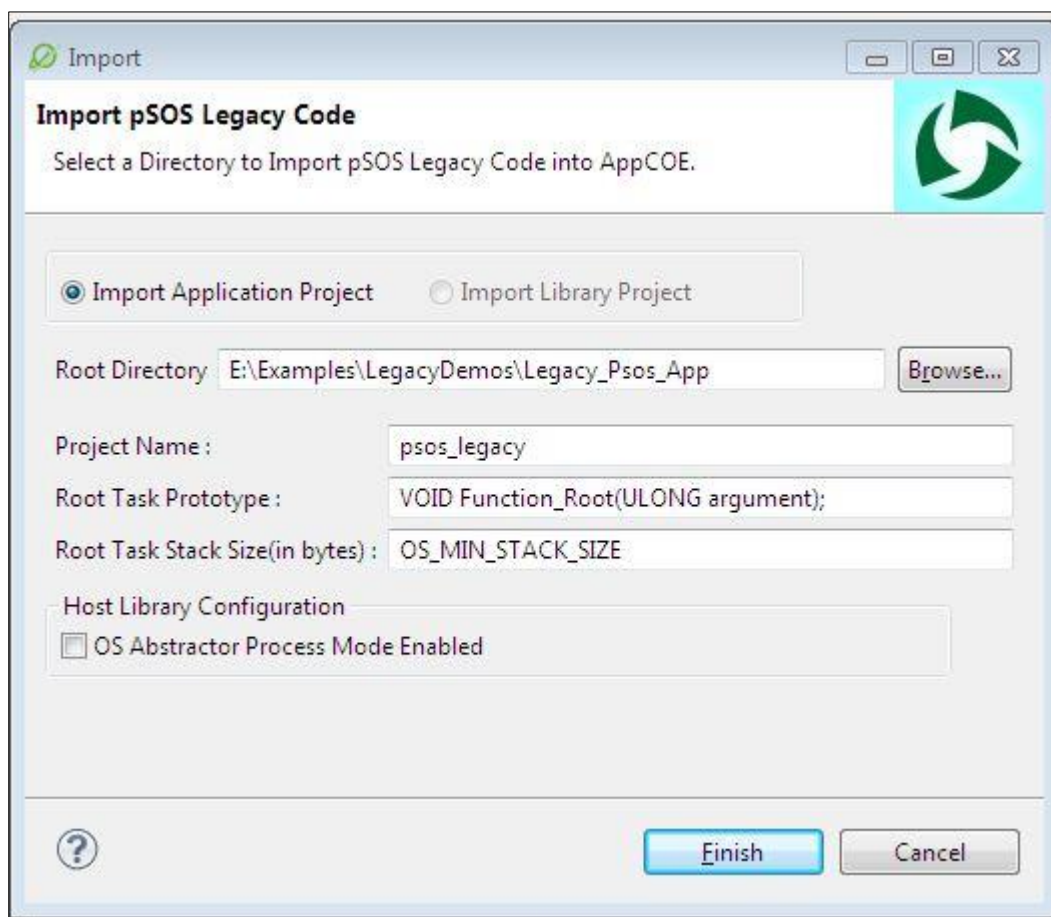 Import
Import pSOS Legacy Code
Select a Directory to Import pSOS Legacy Code into AppCOE.
Import Application Project Import Library Project
Root Directory E:\Examples\LegacyDemos\Legacy_Psos_App Browse...
Project Name : psos_legacy
Root Task Prototype : VOID Function_Root(ULONG argument);
Root Task Stack Size(in bytes) : OS_MIN_STACK_SIZE
Host Library Configuration
OS Abstractor Process Mode Enabled
? Finish Cancel